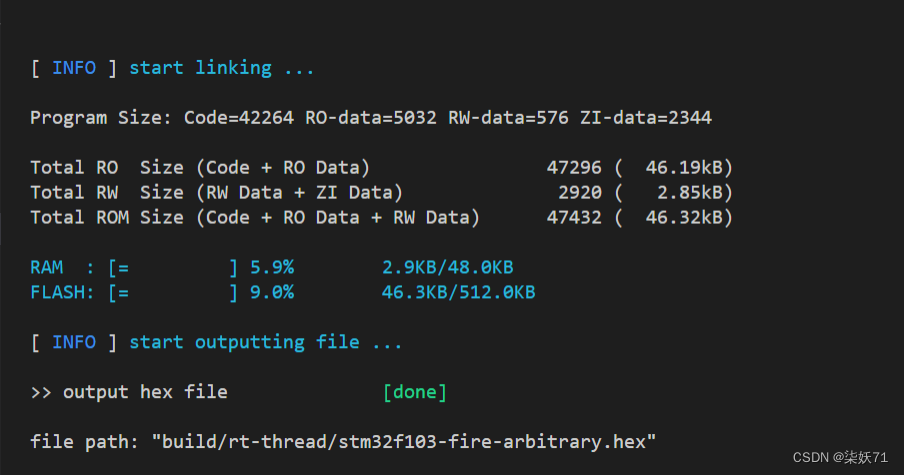 [ INFO ] start linking ...
Program Size: Code=42264 RO-data=5032 RW-data=576 ZI-data=2344
Total RO  Size (Code + RO Data)                47296 (  46.19kB)
Total RW  Size (RW Data + ZI Data)              2920 (   2.85kB)
Total ROM Size (Code + RO Data + RW Data)      47432 (  46.32kB)
RAM  : [=         ] 5.9%        2.9KB/48.0KB
FLASH: [=         ] 9.0%        46.3KB/512.0KB
[ INFO ] start outputting file ...
>> output hex file              [done]
file path: "build/rt-thread/stm32f103-fire-arbitrary.hex"
CSDN @柒妖71